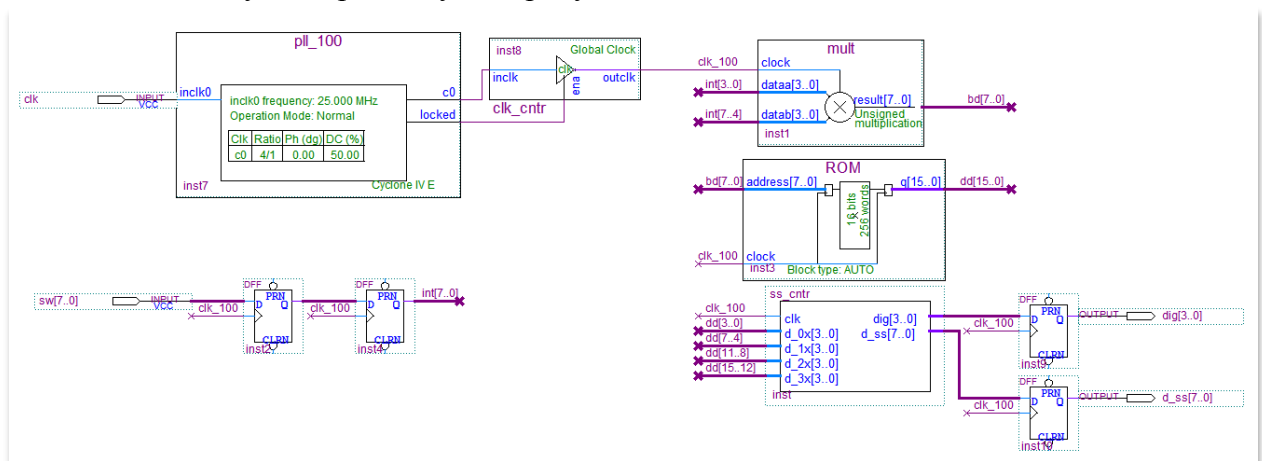 pll_100
clk
INPUT
VCC
inclk0
inclk0 frequency: 25.000 MHz
Operation Mode: Normal
Clk Ratio Ph (dg) DC (%)
c0 4/1 0.00 50.00
c0
locked
inst7
Cyclone IV E
inst8
Global Clock
inclk
clk
ena
outclk
clk_cntr
mult
clk_100
clock
int[3..0]
dataa[3..0]
int[7..4]
datab[3..0]
result[7..0]
bd[7..0]
Unsigned
multiplication
inst1
ROM
bd[7..0]
address[7..0]
16 bits
256 words
q[15..0]
dd[15..0]
clk_100
clock
inst3
Block type: AUTO
sw[7..0]
INPUT
VCC
DFF
PRN
D
Q
clk_100
CLRN
inst2
DFF
PRN
D
Q
clk_100
CLRN
inst4
int[7..0]
ss_cntr
clk_100
clk
dig[3..0]
dd[3..0]
d_0x[3..0]
d_ss[7..0]
dd[7..4]
d_1x[3..0]
dd[11..8]
d_2x[3..0]
dd[15..12]
d_3x[3..0]
inst
DFF
PRN
D
Q
clk_100
CLRN
inst9
OUTPUT
dig[3..0]
DFF
PRN
D
Q
clk_100
CLRN
inst10
OUTPUT
d_ss[7..0]